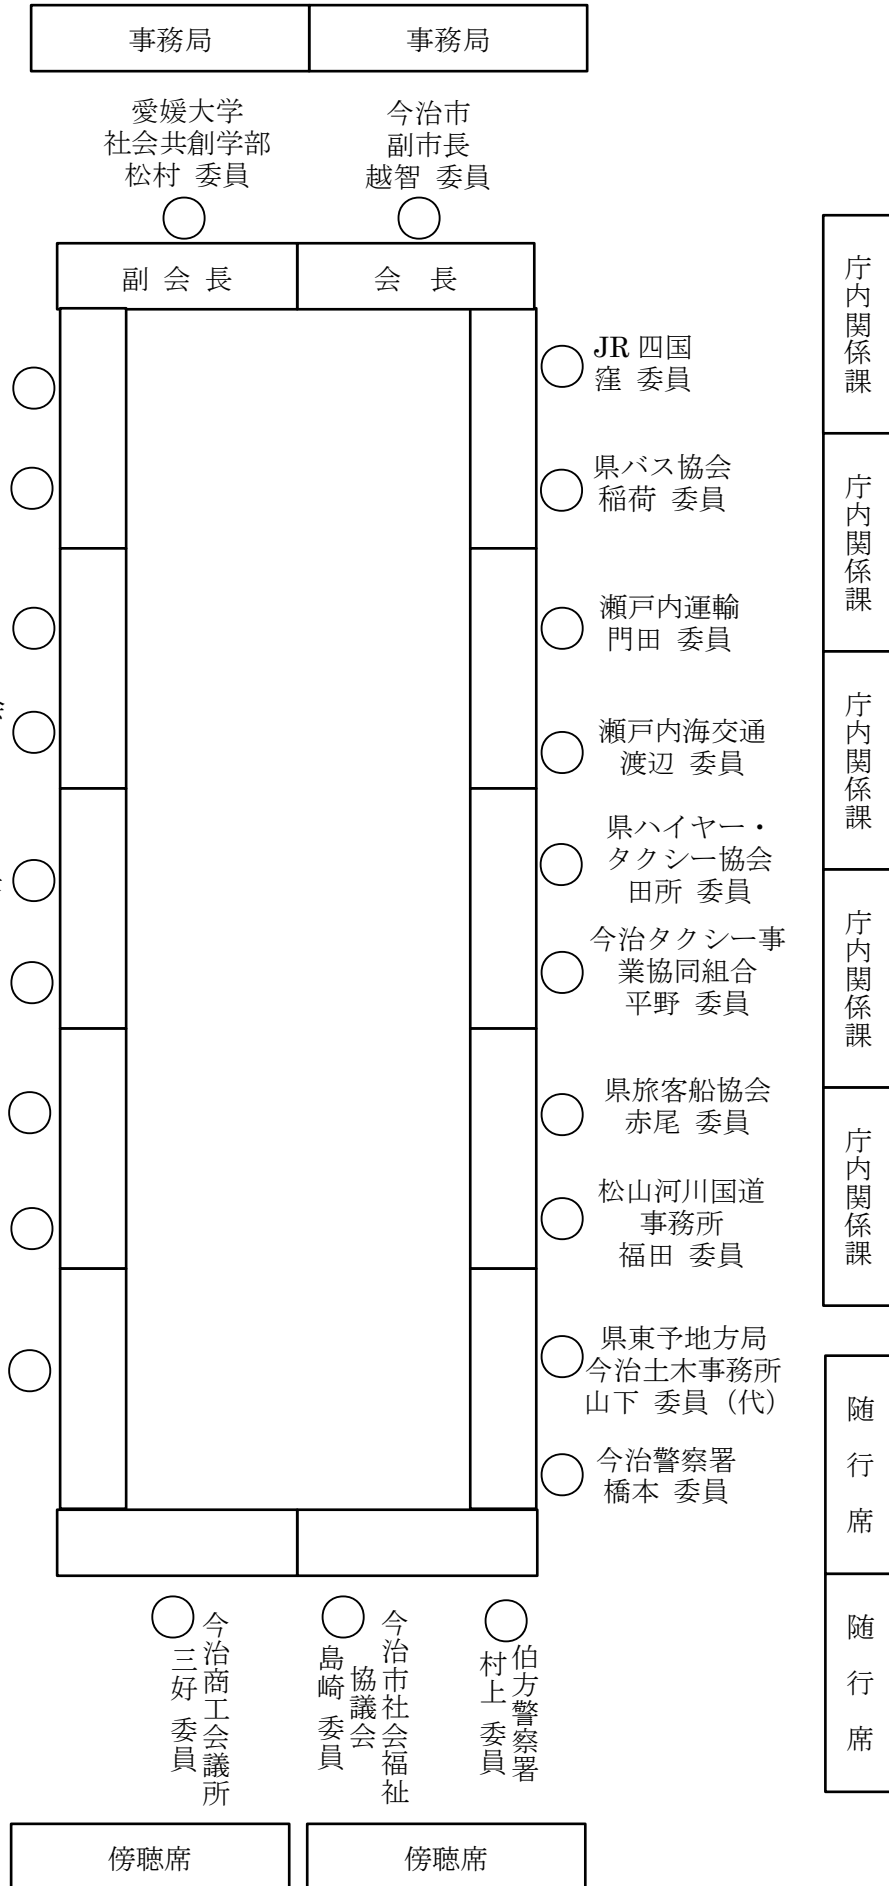 事務局
事務局
愛媛大学
社会共創学部
松村 委員
今治市
副市長
越智 委員
副 会 長
会 長
JR 四国
窪 委員
県バス協会
稲荷 委員
瀬戸内運輸
門田 委員
瀬戸内海交通
渡辺 委員
県ハイヤー・
タクシー協会
田所 委員
今治タクシー事
業協同組合
平野 委員
県旅客船協会
赤尾 委員
松山河川国道
事務所
福田 委員
県東予地方局
今治土木事務所
山下 委員（代）
今治警察署
橋本 委員
庁内関係課
庁内関係課
庁内関係課
庁内関係課
庁内関係課
随行席
随行席
今治商工会議所
三好 委員
今治市社会福祉
協議会
島崎 委員
伯方警察署
村上 委員
傍聴席
傍聴席